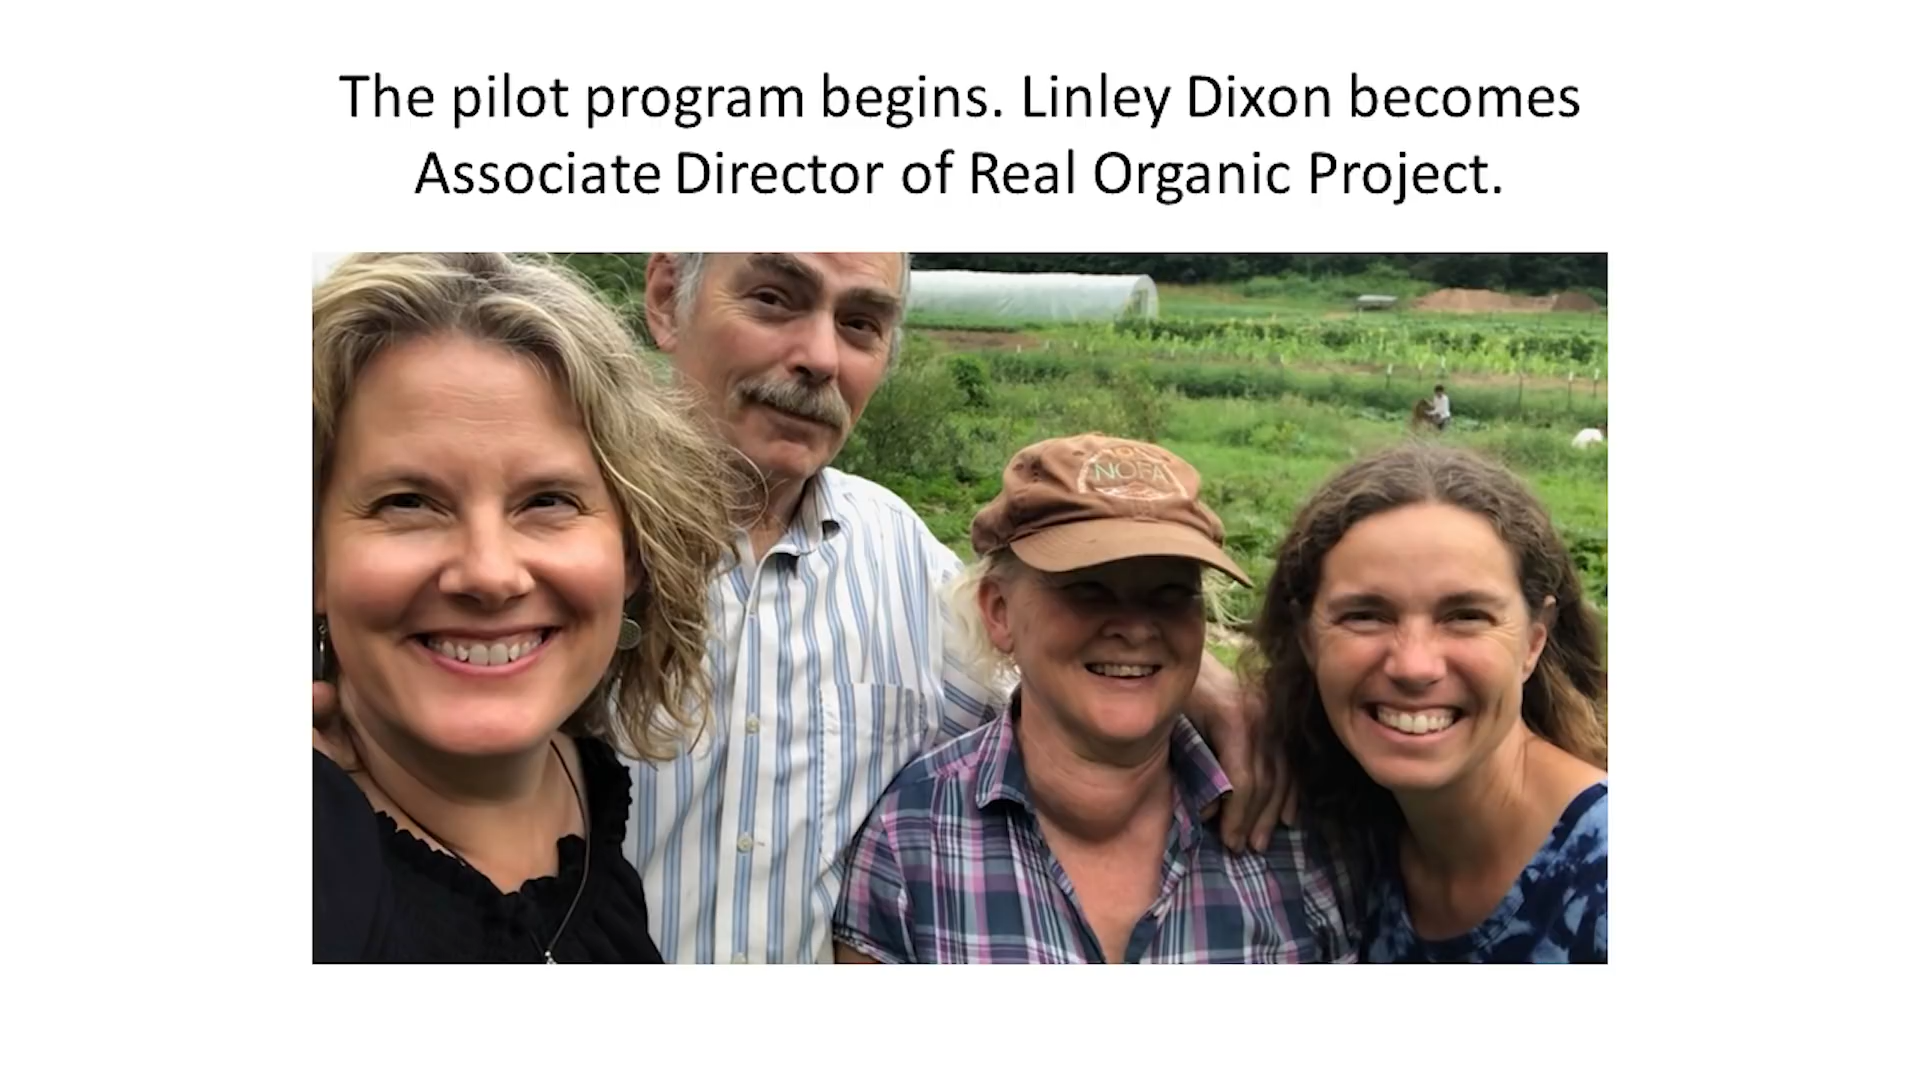 The pilot program begins. Linley Dixon becomes
Associate Director of Real Organic Project.
NOFA